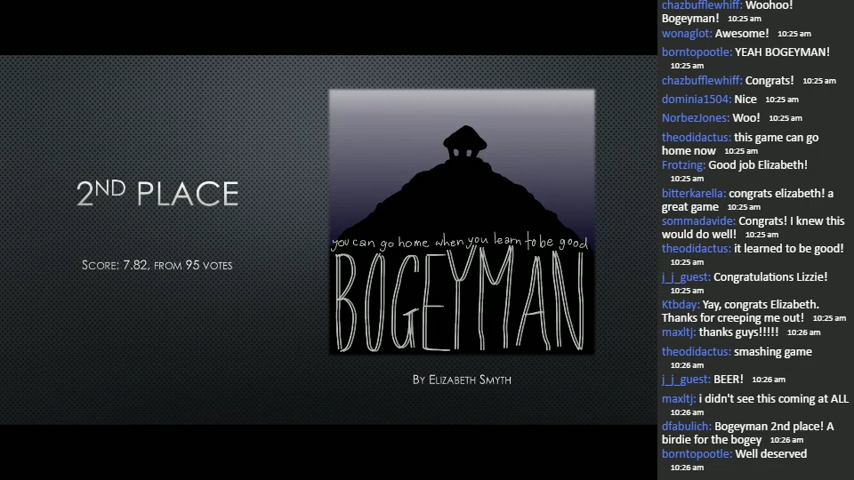 2ND PLACE
SCORE: 7.82, FROM 95 VOTES
you can go home when you learn to be good
BOGEYMAN
BY ELIZABETH SMYTH
chazbufflewhiff: Woohoo!
Bogeyman! 10:25 am
wonaglot: Awesome! 10:25 am
borntopootle: YEAH BOGEYMAN!
10:25 am
chazbufflewhiff: Congrats! 10:25 am
dominia1504: Nice 10:25 am
NorbezJones: Woo! 10:25 am
theodidactus: this game can go
home now 10:25 am
Frotzing: Good job Elizabeth!
10:25 am
bitterkarella: congrats elizabeth! a
great game 10:25 am
sommadavide: Congrats! I knew this
would do well! 10:25 am
theodidactus: it learned to be good!
10:25 am
j_j_guest: Congratulations Lizzie!
10:25 am
Ktbday: Yay, congrats Elizabeth.
Thanks for creeping me out! 10:25 am
maxltj: thanks guys!!!!! 10:26 am
theodidactus: smashing game
10:26 am
j_j_guest: BEER! 10:26 am
maxltj: i didn't see this coming at ALL
10:26 am
dfabulich: Bogeyman 2nd place! A
birdie for the bogey 10:26 am
borntopootle: Well deserved
10:26 am